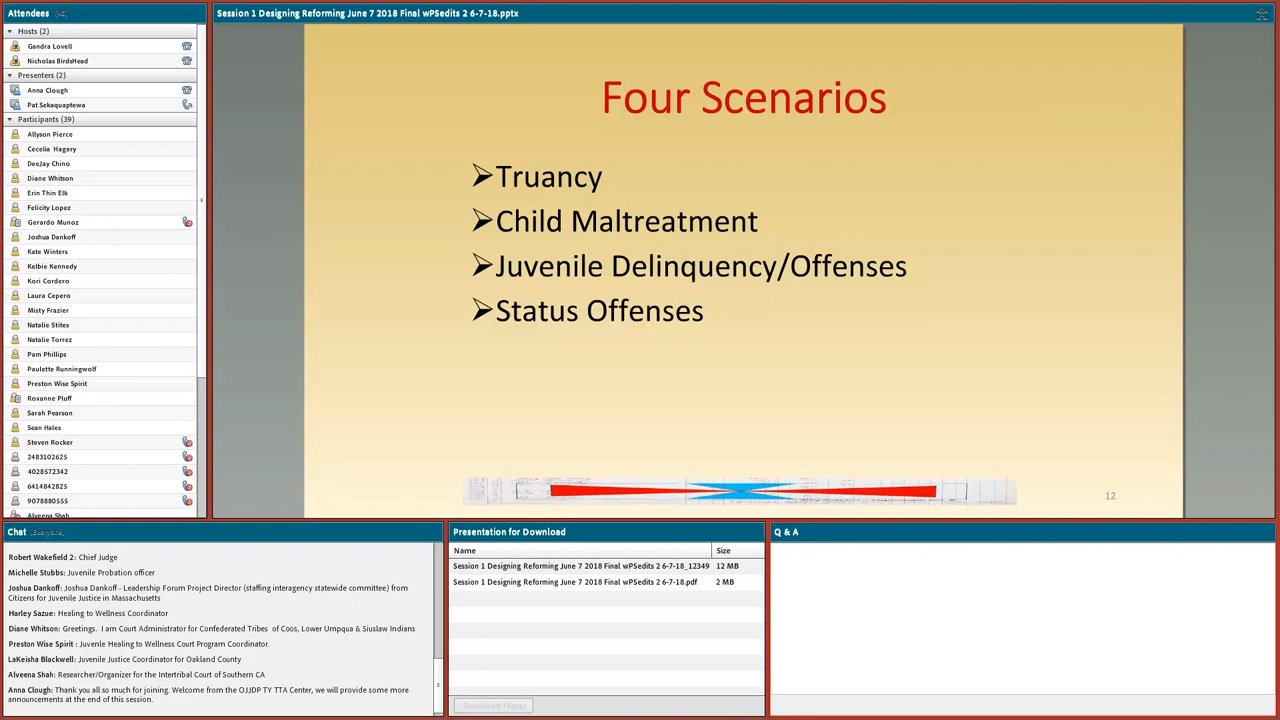 Attendees (43)
Hosts (2)
Gandra Lovell
Nicholas BirdsHead
Presenters (2)
Anna Clough
Pat Sekaquaptewa
Participants (39)
Allyson Pierce
Cecelia Hagery
DeeJay Chino
Diane Whitson
Erin Thin Elk
Felicity Lopez
Gerardo Munoz
Joshua Dankoff
Kate Winters
Kelbie Kennedy
Kori Cordero
Laura Cepero
Misty Frazier
Natalie Stites
Natalie Torrez
Pam Phillips
Paulette Runningwolf
Preston Wise Spirit
Roxanne Pluff
Sarah Pearson
Sean Hales
Steven Rocker
2483102625
4028572342
6414842825
9078880555
Alveena Shah
Session 1 Designing Reforming June 7 2018 Final wPSedits 2 6-7-18.pptx
Four Scenarios
Truancy
Child Maltreatment
Juvenile Delinquency/Offenses
Status Offenses
12
Chat (Everyone)
Robert Wakefield 2: Chief Judge
Michelle Stubbs: Juvenile Probation officer
Joshua Dankoff: Joshua Dankoff - Leadership Forum Project Director (staffing interagency statewide committee) from
Citizens for Juvenile Justice in Massachusetts
Harley Sazue: Healing to Wellness Coordinator
Diane Whitson: Greetings. I am Court Administrator for Confederated Tribes of Coos, Lower Umpqua & Siuslaw Indians
Preston Wise Spirit : Juvenle Healing to Wellness Court Program Coordinator.
LaKeisha Blackwell: Juvenile Justice Coordinator for Oakland County
Alveena Shah: Researcher/Organizer for the Intertribal Court of Southern CA
Anna Clough: Thank you all so much for joining. Welcome from the OJJDP TY TTA Center, we will provide some more
announcements at the end of this session.
Presentation for Download
Name Size
Session 1 Designing Reforming June 7 2018 Final wPSedits 2 6-7-18_12349 12 MB
Session 1 Designing Reforming June 7 2018 Final wPSedits 2 6-7-18.pdf 2 MB
Download File(s)
Q & A